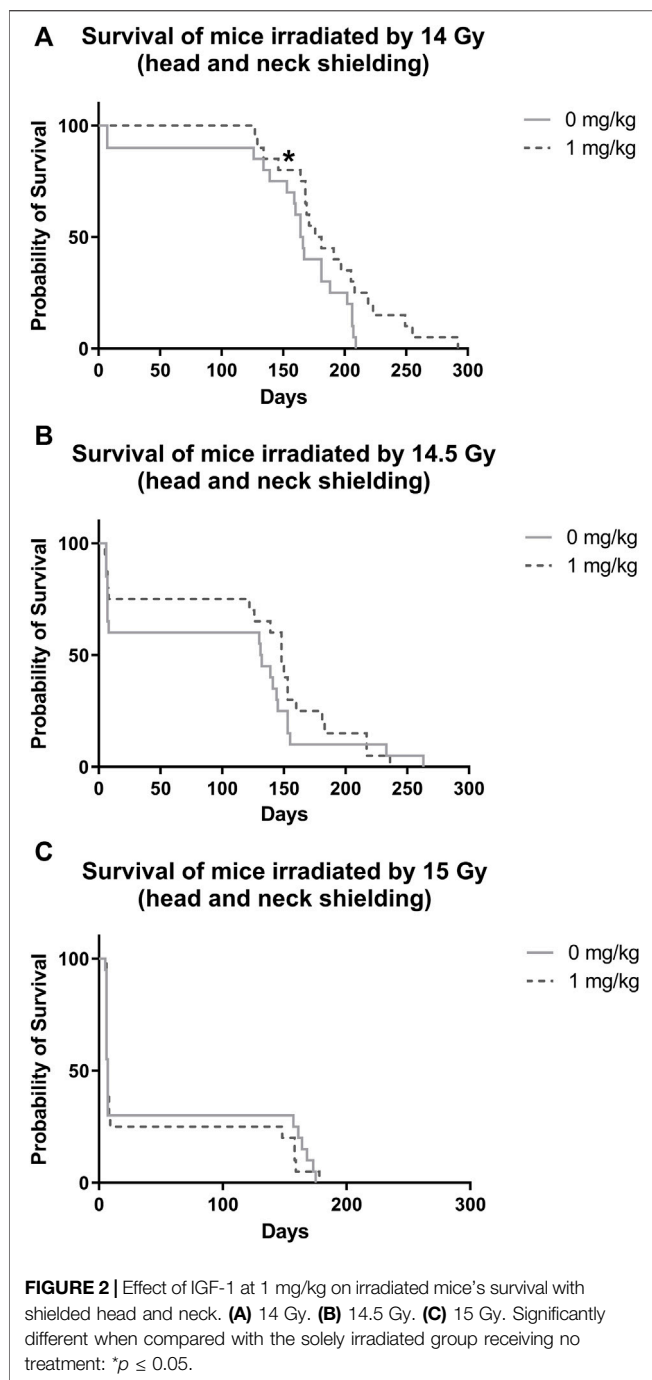 A
Survival of mice irradiated by 14 Gy
(head and neck shielding)
0 mg/kg
1 mg/kg
Probability of Survival
100
50
0
*
0 50 100 150 200 250 300
Days
B
Survival of mice irradiated by 14.5 Gy
(head and neck shielding)
0 mg/kg
1 mg/kg
Probability of Survival
100
50
0
0 50 100 150 200 250 300
Days
C
Survival of mice irradiated by 15 Gy
(head and neck shielding)
0 mg/kg
1 mg/kg
Probability of Survival
100
50
0
0 100 200 300
Days
FIGURE 2 | Effect of IGF-1 at 1 mg/kg on irradiated mice's survival with
shielded head and neck. (A) 14 Gy. (B) 14.5 Gy. (C) 15 Gy. Significantly
different when compared with the solely irradiated group receiving no
treatment: *p ≤ 0.05.